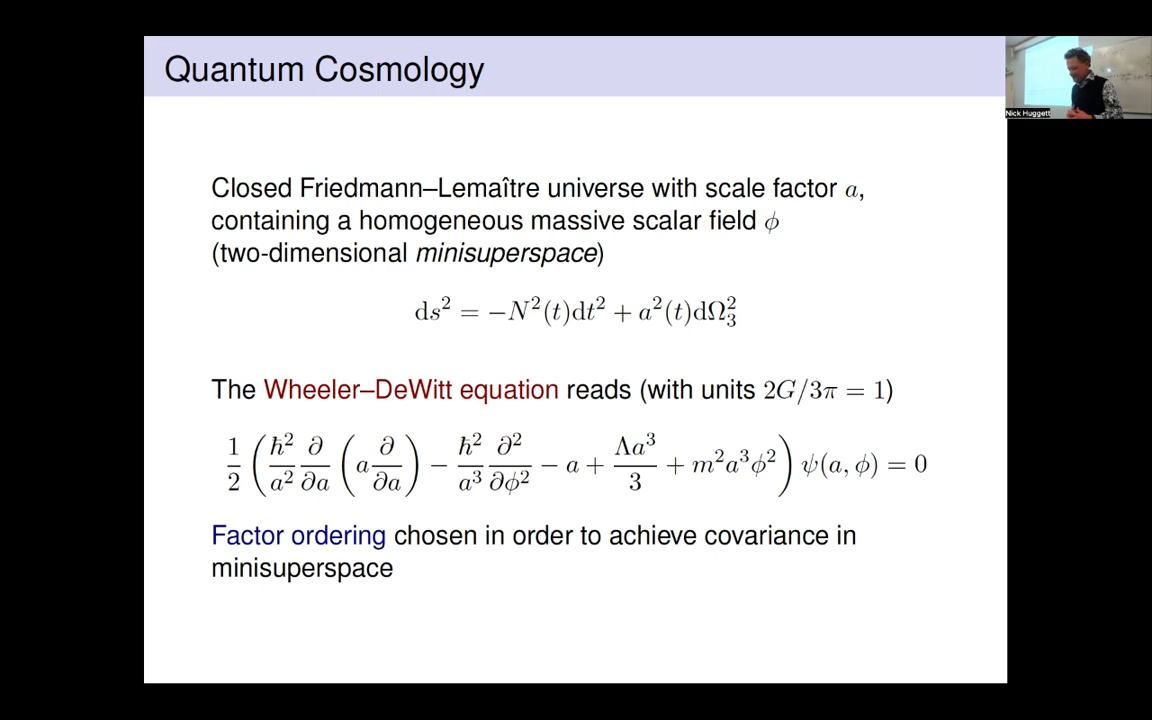 Quantum Cosmology
Nick Huggett
Closed Friedmann–Lemaître universe with scale factor a,
containing a homogeneous massive scalar field ϕ
(two-dimensional minisuperspace)
ds² = −N²(t)dt² + a²(t)dΩ₃²
The Wheeler–DeWitt equation reads (with units 2G/3π = 1)
1/2 (ħ²/a² ∂/∂a (a ∂/∂a) − ħ²/a³ ∂²/∂ϕ² − a + Λa³/3 + m²a³ϕ²) ψ(a, ϕ) = 0
Factor ordering chosen in order to achieve covariance in
minisuperspace